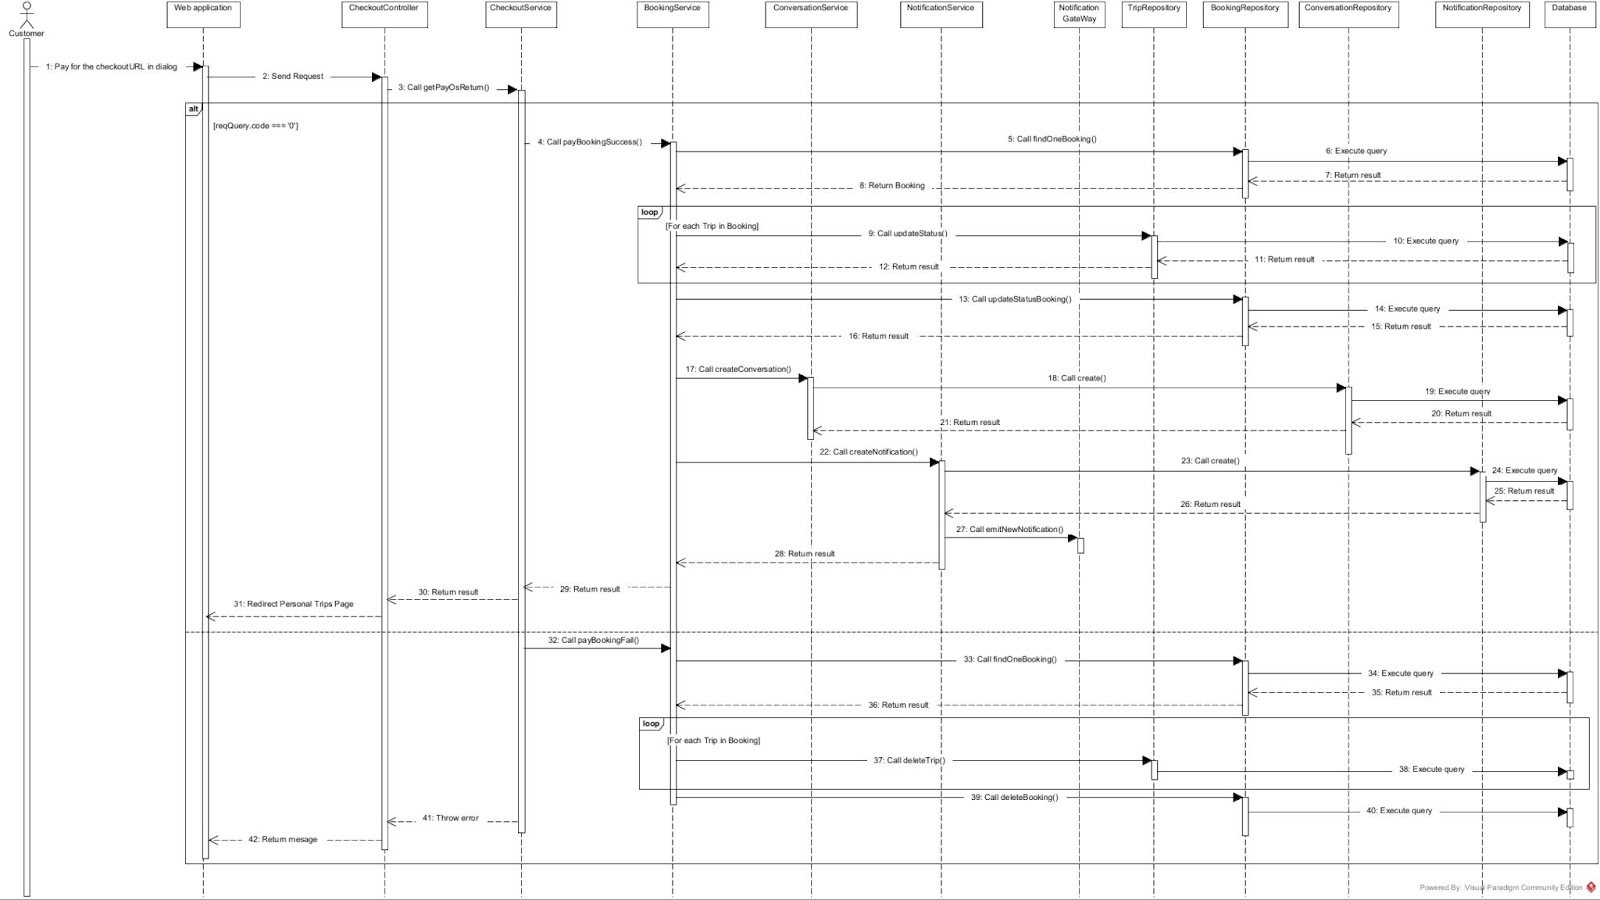 Customer
Web application
CheckoutController
CheckoutService
BookingService
ConversationService
NotificationService
Notification
GateWay
TripRepository
BookingRepository
ConversationRepository
NotificationRepository
Database
1: Pay for the checkoutURL in dialog
2: Send Request
3: Call getPayOsReturn()
alt
[reqQuery.code === '0']
4: Call payBookingSuccess()
5: Call findOneBooking()
6: Execute query
7: Return result
8: Return Booking
loop
[For each Trip in Booking]
9: Call updateStatus()
10: Execute query
11: Return result
12: Return result
13: Call updateStatusBooking()
14: Execute query
15: Return result
16: Return result
17: Call createConversation()
18: Call create()
19: Execute query
20: Return result
21: Return result
22: Call createNotification()
23: Call create()
24: Execute query
25: Return result
26: Return result
27: Call emitNewNotification()
28: Return result
29: Return result
30: Return result
31: Redirect Personal Trips Page
32: Call payBookingFail()
33: Call findOneBooking()
34: Execute query
35: Return result
36: Return result
loop
[For each Trip in Booking]
37: Call deleteTrip()
38: Execute query
39: Call deleteBooking()
40: Execute query
41: Throw error
42: Return mesage
Powered By: Visual Paradigm Community Edition